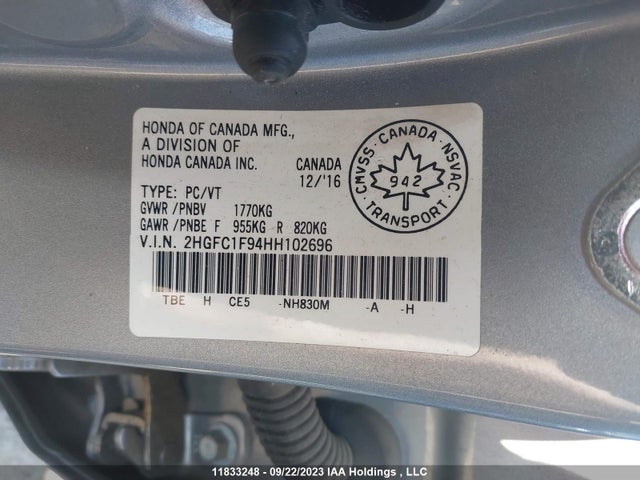 HONDA OF CANADA MFG.,
A DIVISION OF
HONDA CANADA INC. CANADA
12/'16
TYPE: PC/VT
GVWR/PNBV 1770KG
GAWR/PNBE F 955KG R 820KG
V.I.N. 2HGFC1F94HH102696
TBE H CE5 -NH830M -A -H
CMVSS · CANADA · NSVAC
942
TRANSPORT
11833248 - 09/22/2023 IAA Holdings , LLC